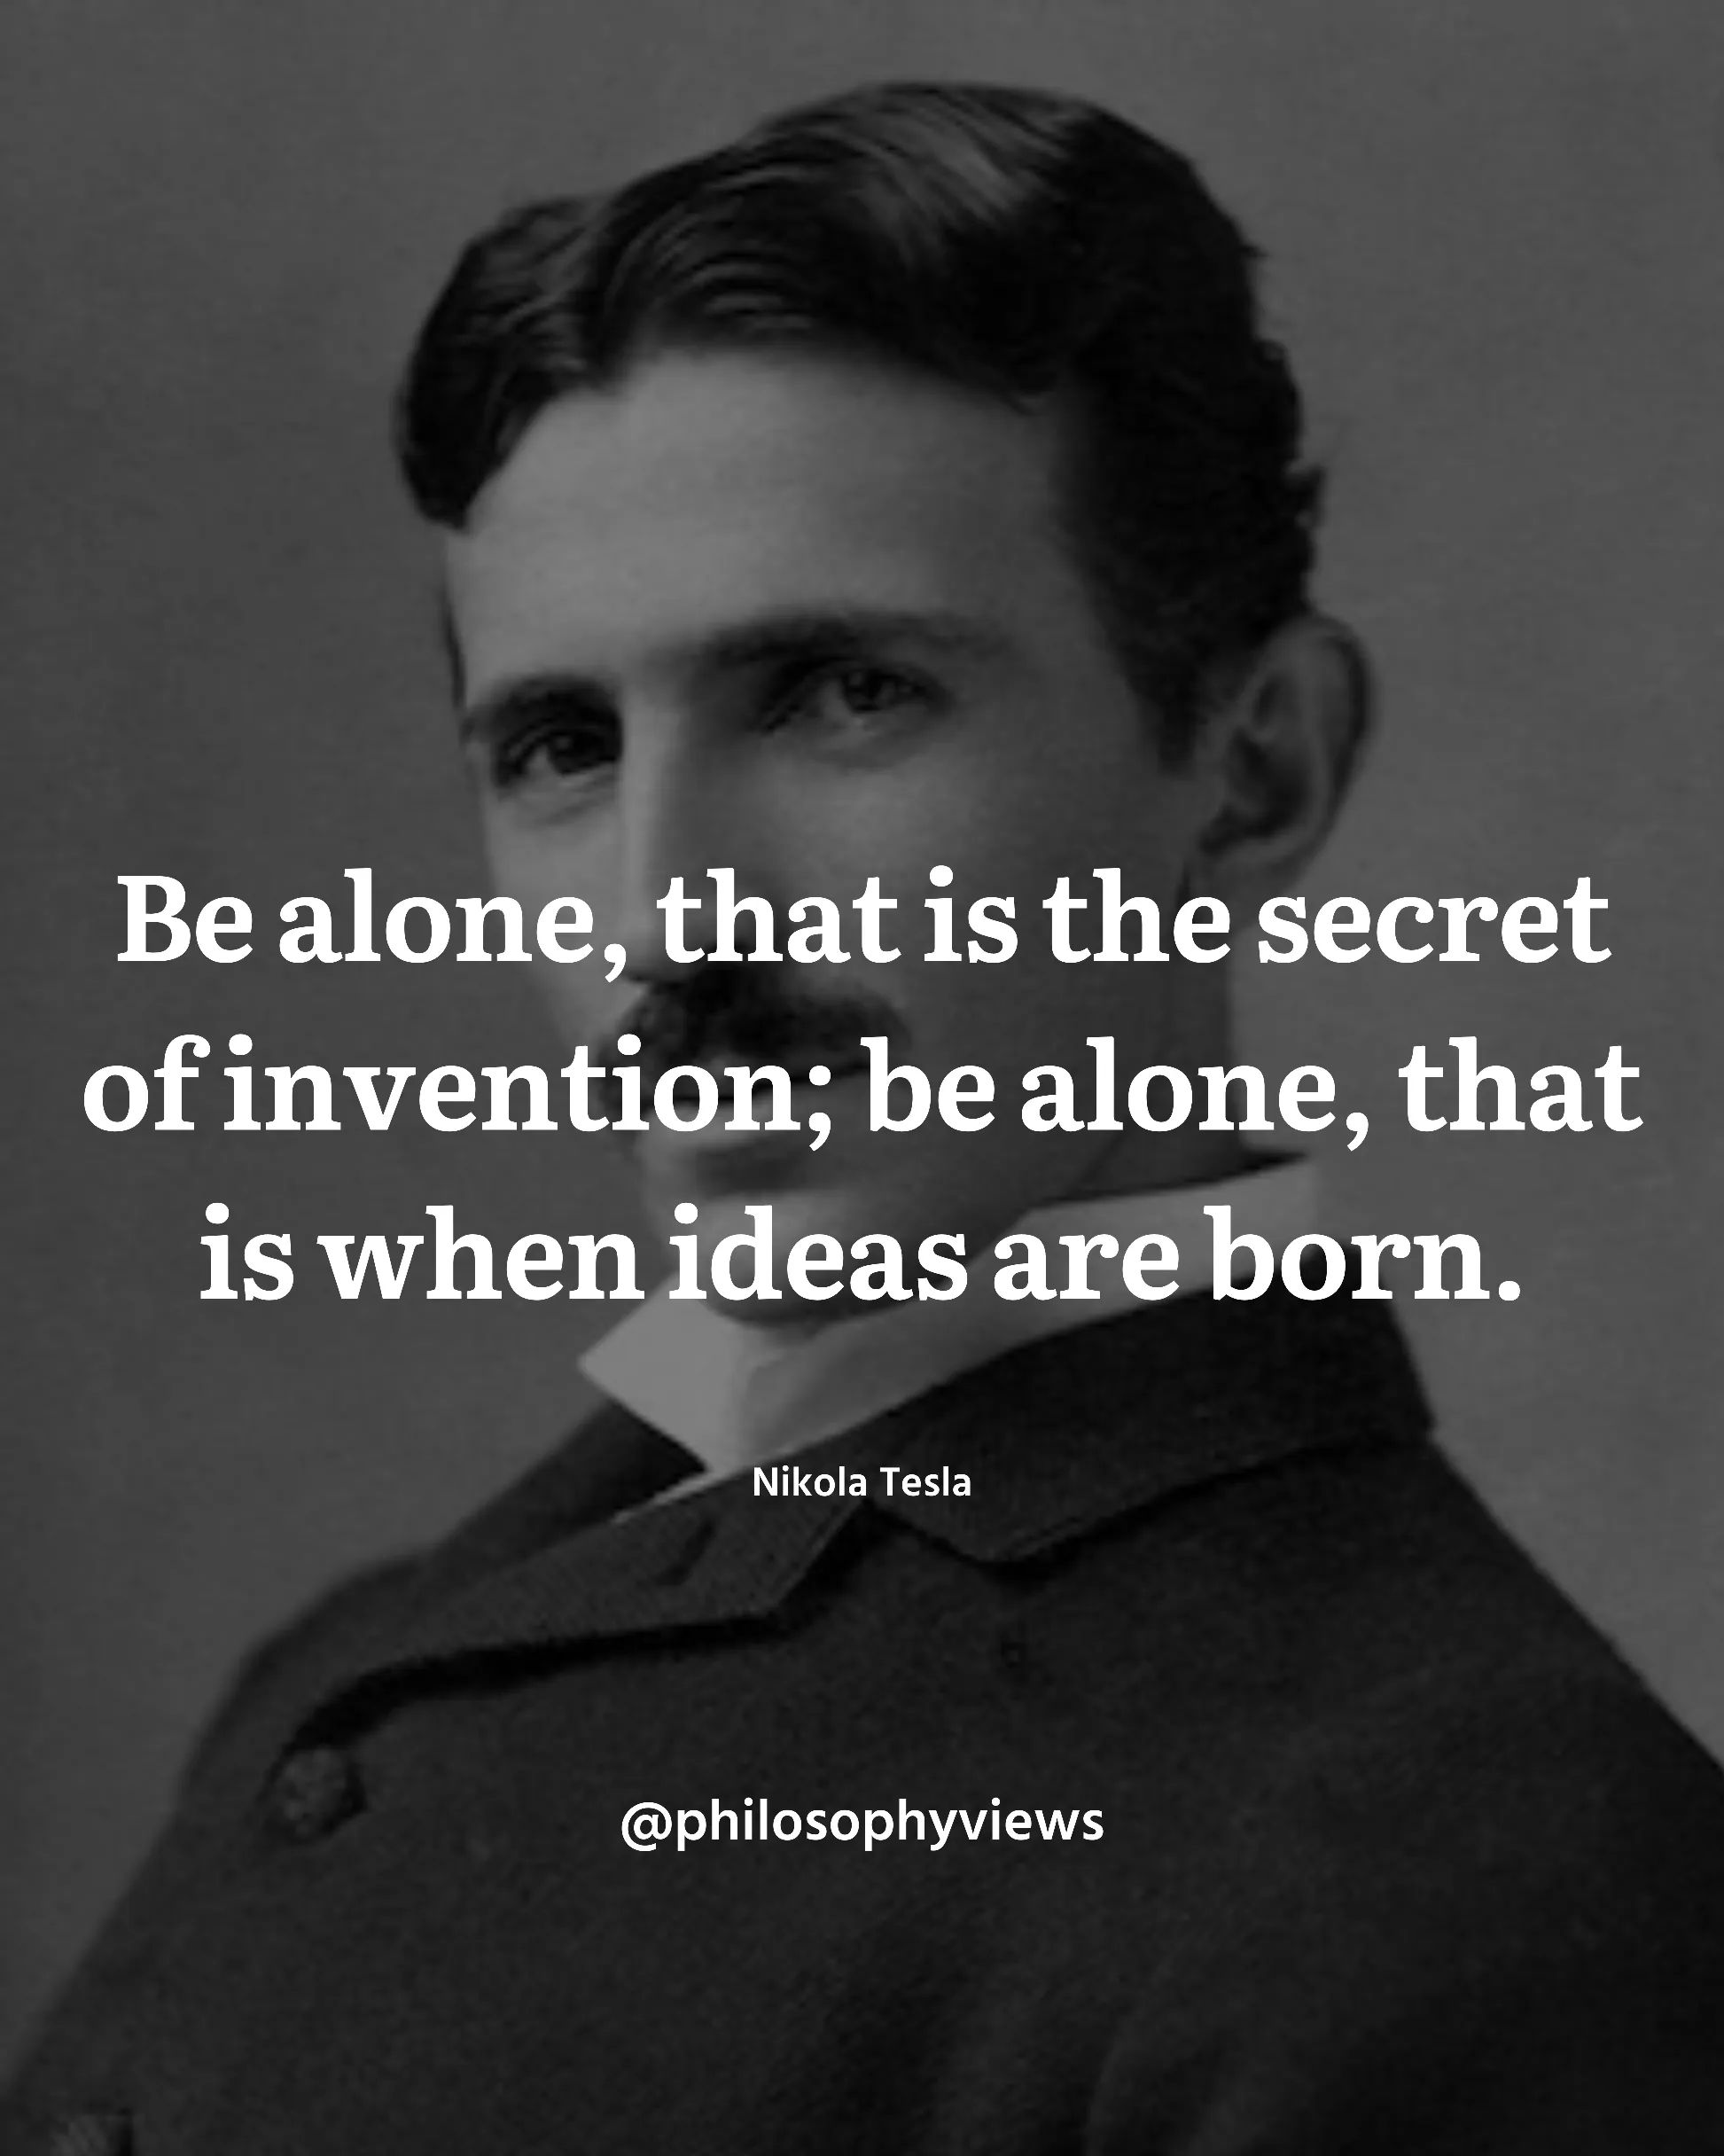 Be alone, that is the secret
of invention; be alone, that
is when ideas are born.
Nikola Tesla
@philosophyviews